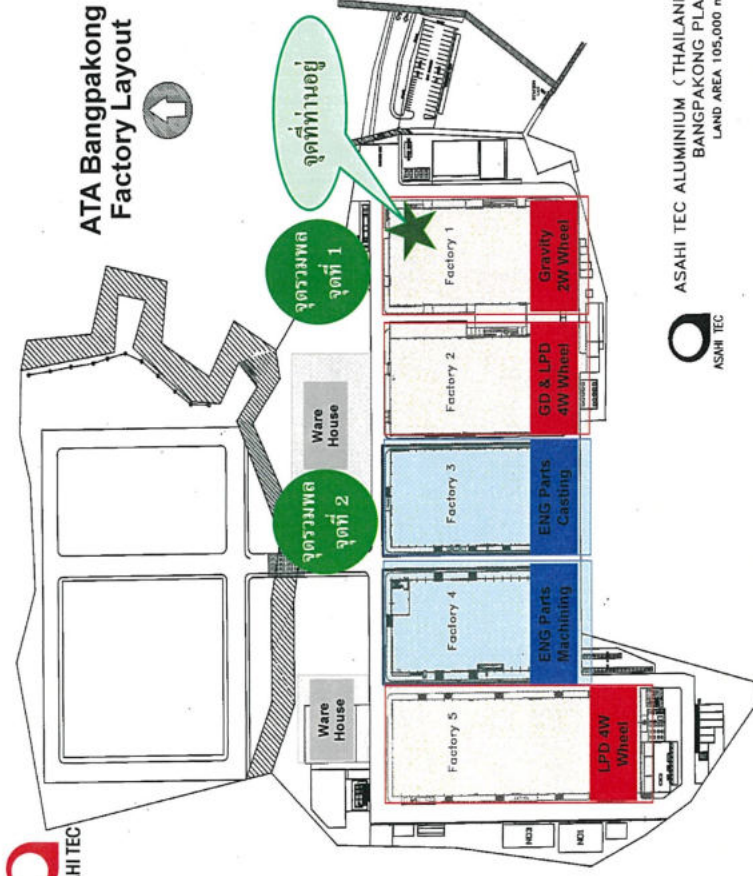 HI TEC
ATA Bangpakong
Factory Layout
จุดที่ท่านอยู่
จุดรวมพล
จุดที่ 1
จุดรวมพล
จุดที่ 2
Ware
House
Ware
House
Factory 5
Factory 4
Factory 3
Factory 2
Factory 1
LPD 4W
Wheel
ENG Parts
Machining
ENG Parts
Casting
GD & LPD
4W Wheel
Gravity
2W Wheel
NO3
NO1
ASAHI TEC
ASAHI TEC ALUMINIUM (THAILAND
BANGPAKONG PLA
LAND AREA 105,000 m